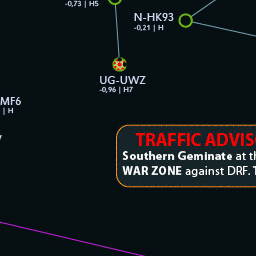 -0,73 | H5
N-HK93
-0,21 | H
UG-UWZ
-0,96 | H7
MF6
| H
TRAFFIC ADVIS
Southern Geminate at th
WAR ZONE against DRF. T